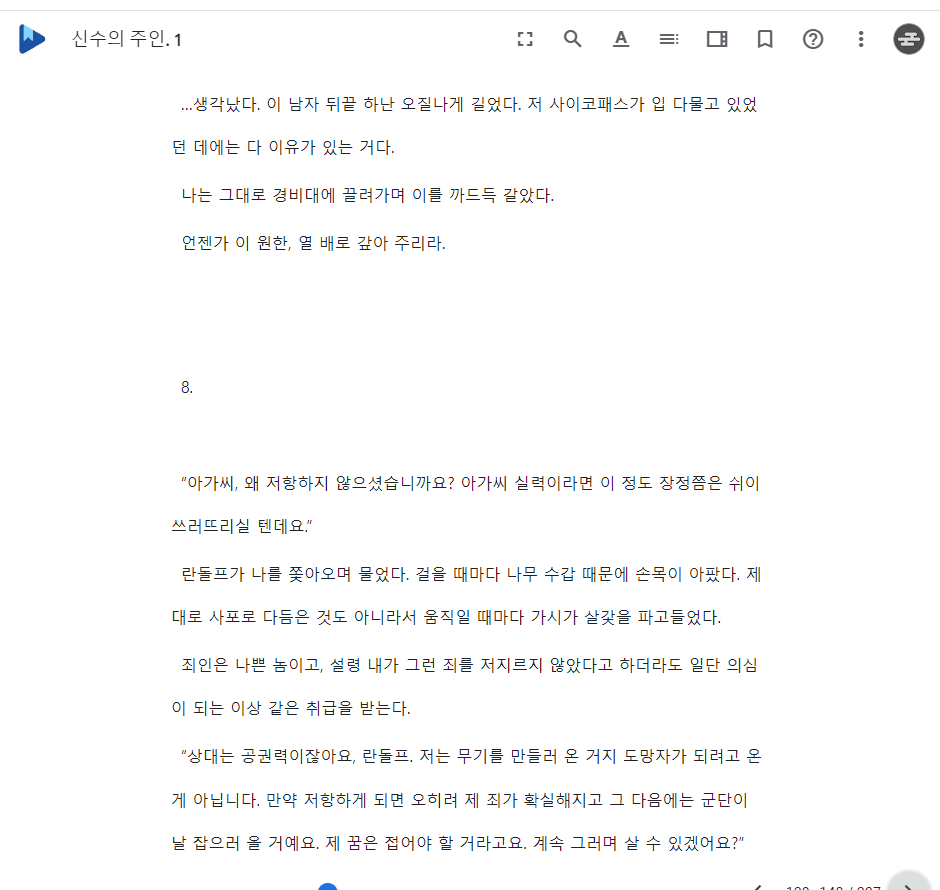 신수의 주인. 1
...생각났다. 이 남자 뒤끝 하난 오질나게 길었다. 저 사이코패스가 입 다물고 있었
던 데에는 다 이유가 있는 거다.
나는 그대로 경비대에 끌려가며 이를 까드득 갈았다.
언젠가 이 원한, 열 배로 갚아 주리라.
8.
"아가씨, 왜 저항하지 않으셨습니까요? 아가씨 실력이라면 이 정도 장정쯤은 쉬이
쓰러뜨리실 텐데요."
란돌프가 나를 쫓아오며 물었다. 걸을 때마다 나무 수갑 때문에 손목이 아팠다. 제
대로 사포로 다듬은 것도 아니라서 움직일 때마다 가시가 살갗을 파고들었다.
죄인은 나쁜 놈이고, 설령 내가 그런 죄를 저지르지 않았다고 하더라도 일단 의심
이 되는 이상 같은 취급을 받는다.
"상대는 공권력이잖아요, 란돌프. 저는 무기를 만들러 온 거지 도망자가 되려고 온
게 아닙니다. 만약 저항하게 되면 오히려 제 죄가 확실해지고 그 다음에는 군단이
날 잡으러 올 거예요. 제 꿈은 접어야 할 거라고요. 계속 그러며 살 수 있겠어요?"